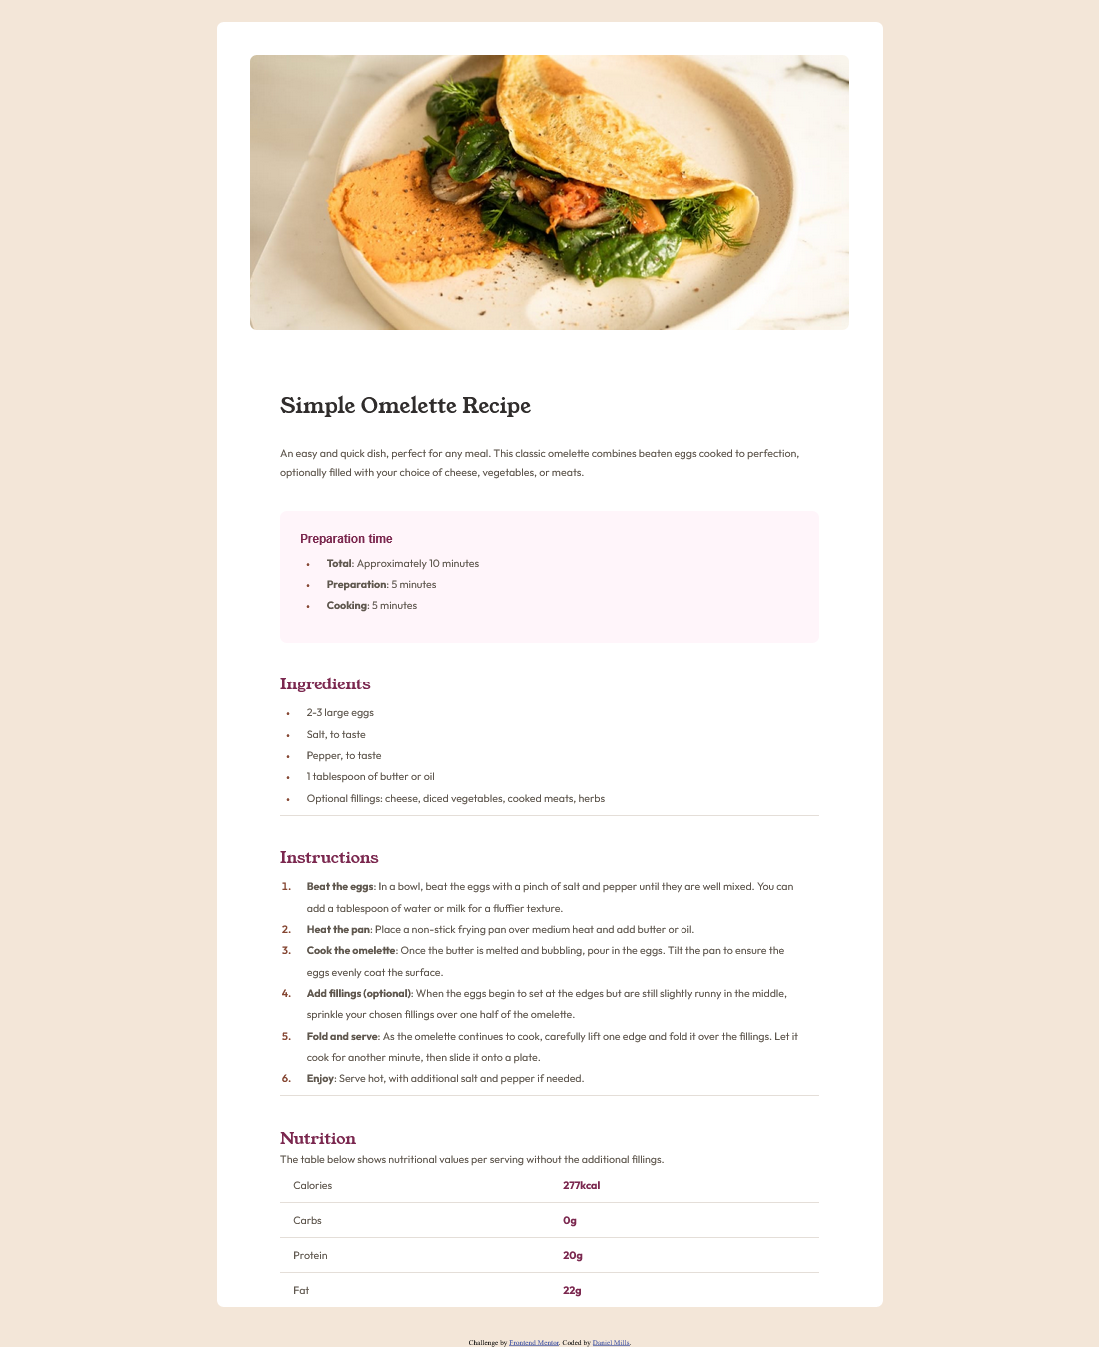 Simple Omelette Recipe
An easy and quick dish, perfect for any meal. This classic omelette combines beaten eggs cooked to perfection,
optionally filled with your choice of cheese, vegetables, or meats.
Preparation time
• Total: Approximately 10 minutes
• Preparation: 5 minutes
• Cooking: 5 minutes
Ingredients
• 2-3 large eggs
• Salt, to taste
• Pepper, to taste
• 1 tablespoon of butter or oil
• Optional fillings: cheese, diced vegetables, cooked meats, herbs
Instructions
1. Beat the eggs: In a bowl, beat the eggs with a pinch of salt and pepper until they are well mixed. You can
add a tablespoon of water or milk for a fluffier texture.
2. Heat the pan: Place a non-stick frying pan over medium heat and add butter or oil.
3. Cook the omelette: Once the butter is melted and bubbling, pour in the eggs. Tilt the pan to ensure the
eggs evenly coat the surface.
4. Add fillings (optional): When the eggs begin to set at the edges but are still slightly runny in the middle,
sprinkle your chosen fillings over one half of the omelette.
5. Fold and serve: As the omelette continues to cook, carefully lift one edge and fold it over the fillings. Let it
cook for another minute, then slide it onto a plate.
6. Enjoy: Serve hot, with additional salt and pepper if needed.
Nutrition
The table below shows nutritional values per serving without the additional fillings.
Calories 277kcal
Carbs 0g
Protein 20g
Fat 22g
Challenge by Frontend Mentor. Coded by Daniel Mills.